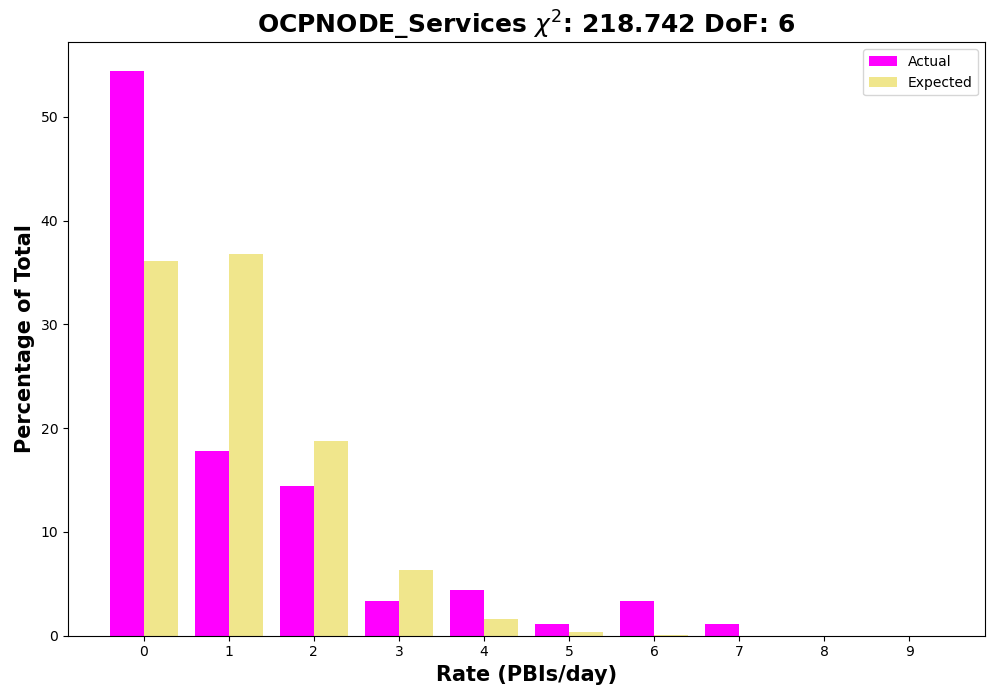 OCPNODE_Services χ²: 218.742 DoF: 6
Actual
Expected
Percentage of Total
50
40
30
20
10
0
0 1 2 3 4 5 6 7 8 9
Rate (PBIs/day)